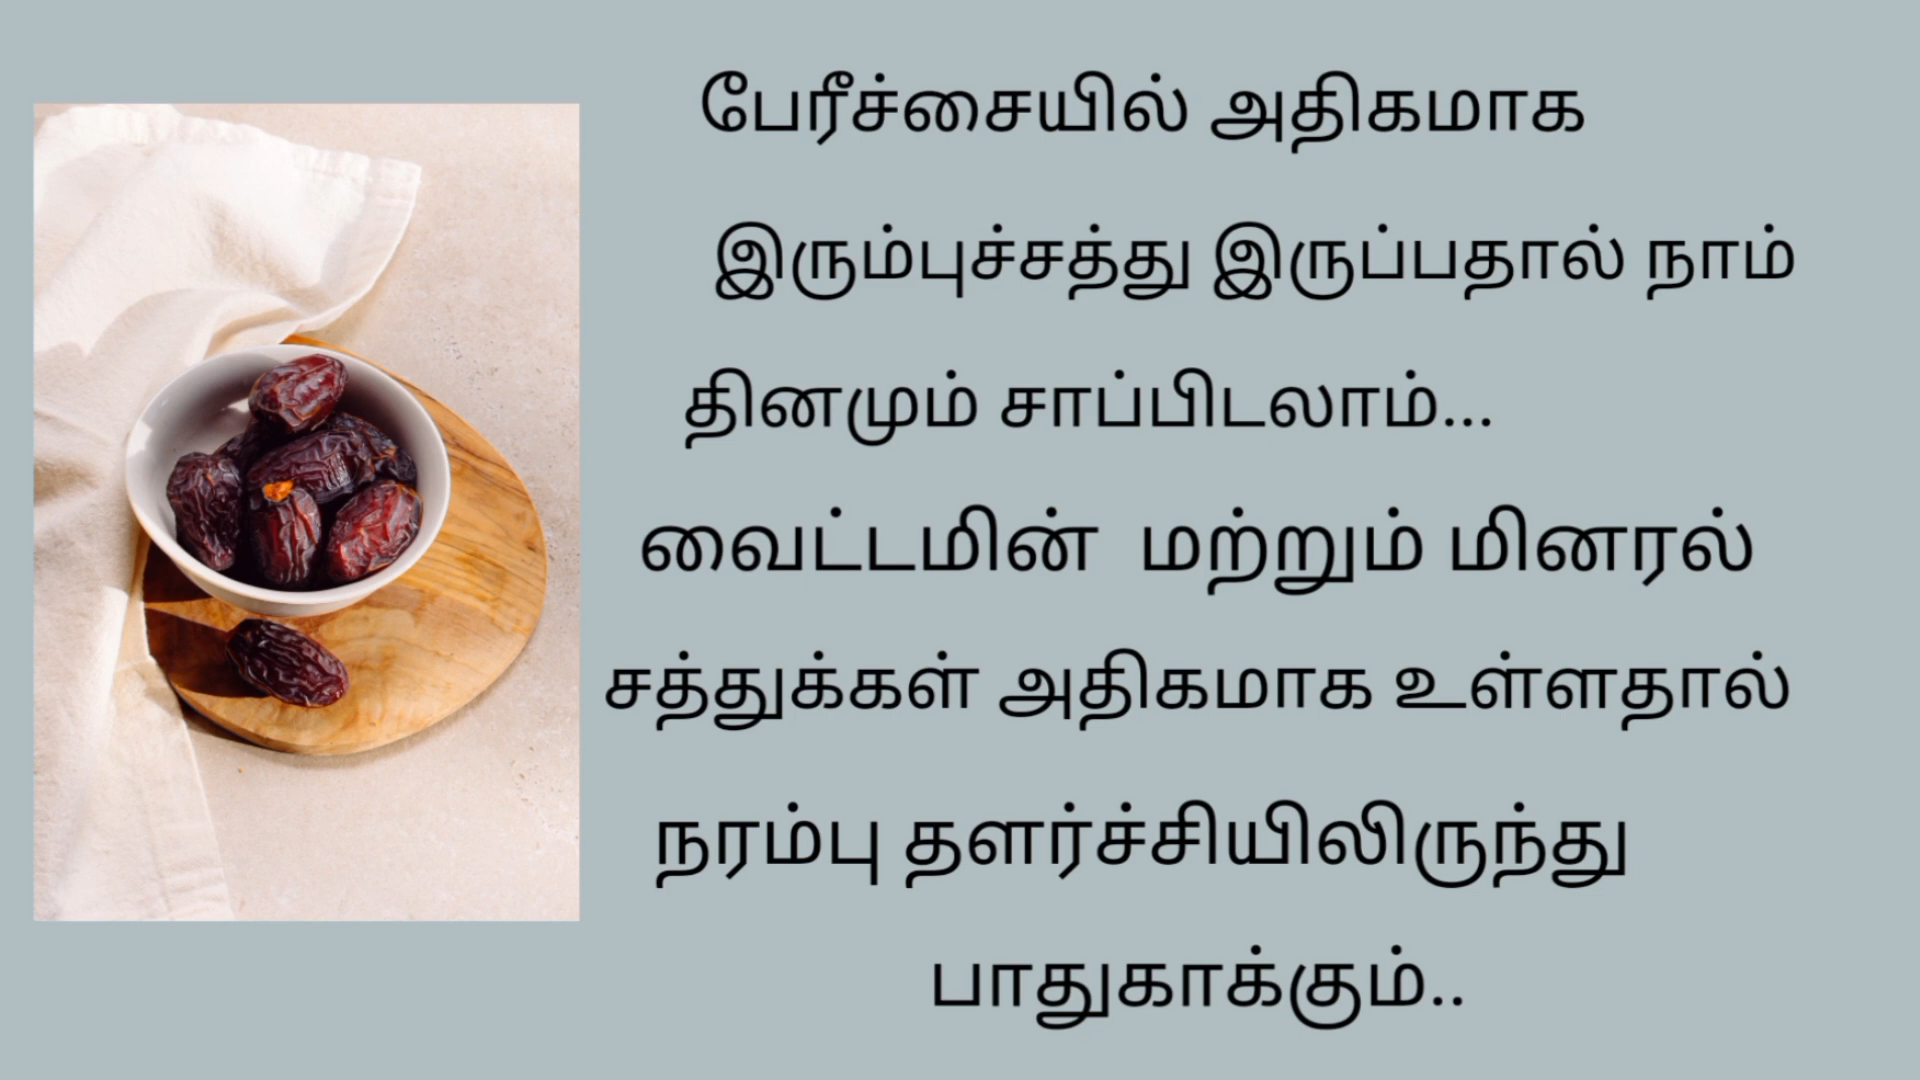 பேரீச்சையில் அதிகமாக
இரும்புச்சத்து இருப்பதால் நாம்
தினமும் சாப்பிடலாம்...
வைட்டமின் மற்றும் மினரல்
சத்துக்கள் அதிகமாக உள்ளதால்
நரம்பு தளர்ச்சியிலிருந்து
பாதுகாக்கும்..